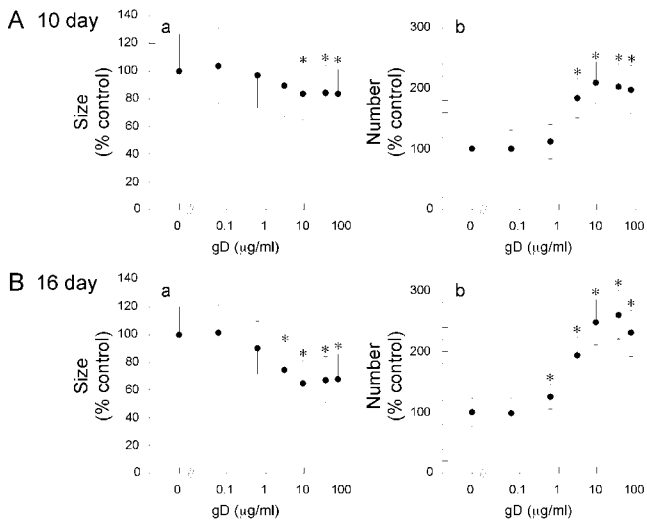 A 10 day
a
140
120
100
80
60
40
20
0
Size
(% control)
* * *
0 0.1 1 10 100
gD (μg/ml)
b
300
200
100
0
Number
(% control)
* * * *
0 0.1 1 10 100
gD (μg/ml)
B 16 day
a
140
120
100
80
60
40
20
0
Size
(% control)
* * * *
0 0.1 1 10 100
gD (μg/ml)
b
300
200
100
0
Number
(% control)
* * * * *
0 0.1 1 10 100
gD (μg/ml)